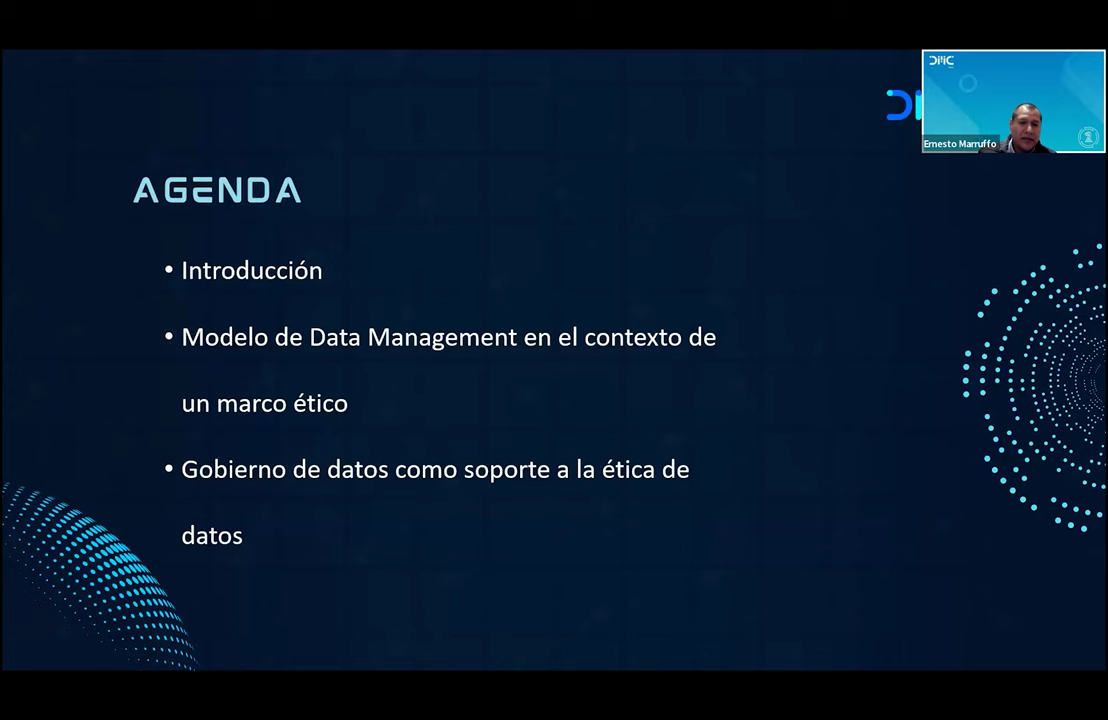 DMC
Ernesto Marruffo
AGENDA
• Introducción
• Modelo de Data Management en el contexto de
un marco ético
• Gobierno de datos como soporte a la ética de
datos